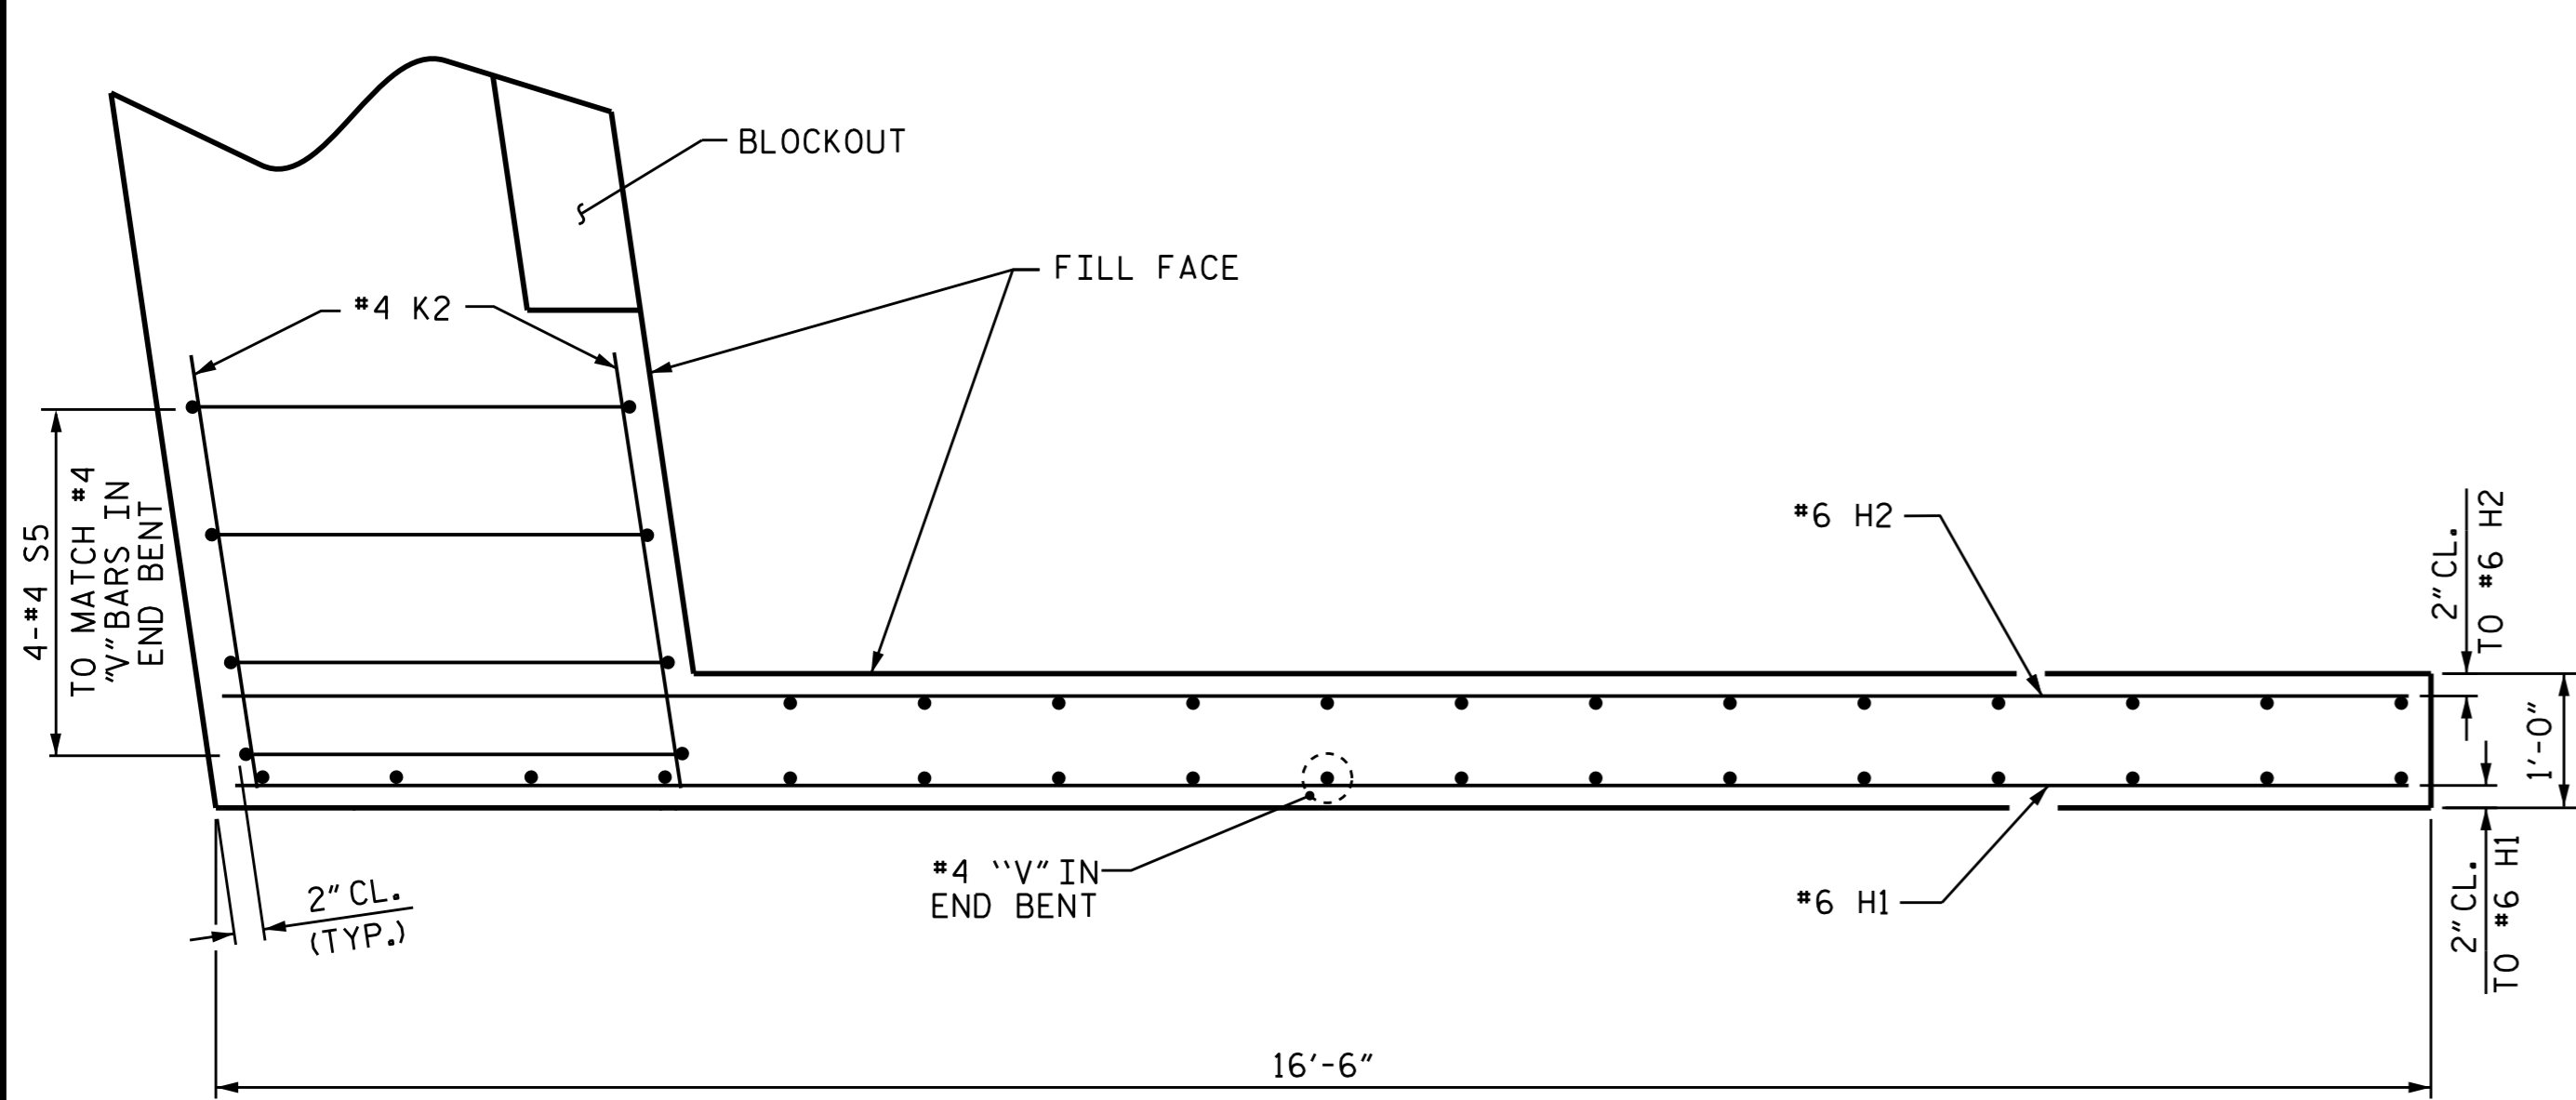 BLOCKOUT
FILL FACE
#4 K2
4-#4 S5
TO MATCH #4
"V"BARS IN
END BENT
#6 H2
2" CL.
TO #6 H2
1'-0"
#4 "V" IN
END BENT
#6 H1
2" CL.
TO #6 H1
2" CL.
(TYP.)
16'-6"